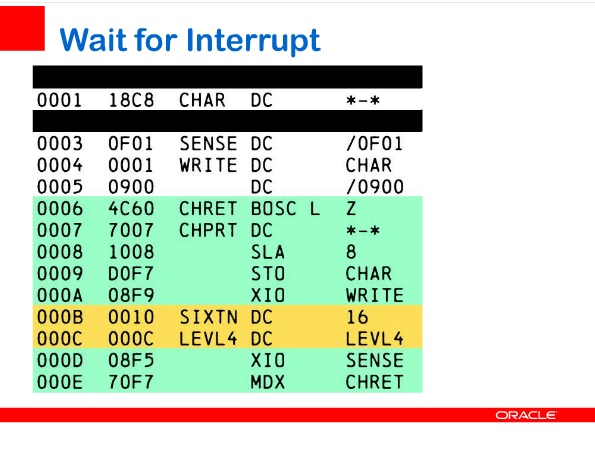 Wait for Interrupt
0001 18C8 CHAR DC *-*
0003 0F01 SENSE DC /0F01
0004 0001 WRITE DC CHAR
0005 0900 DC /0900
0006 4C60 CHRET BOSC L Z
0007 7007 CHPRT DC *-*
0008 1008 SLA 8
0009 D0F7 STO CHAR
000A 08F9 XIO WRITE
000B 0010 SIXTN DC 16
000C 000C LEVL4 DC LEVL4
000D 08F5 XIO SENSE
000E 70F7 MDX CHRET
ORACLE